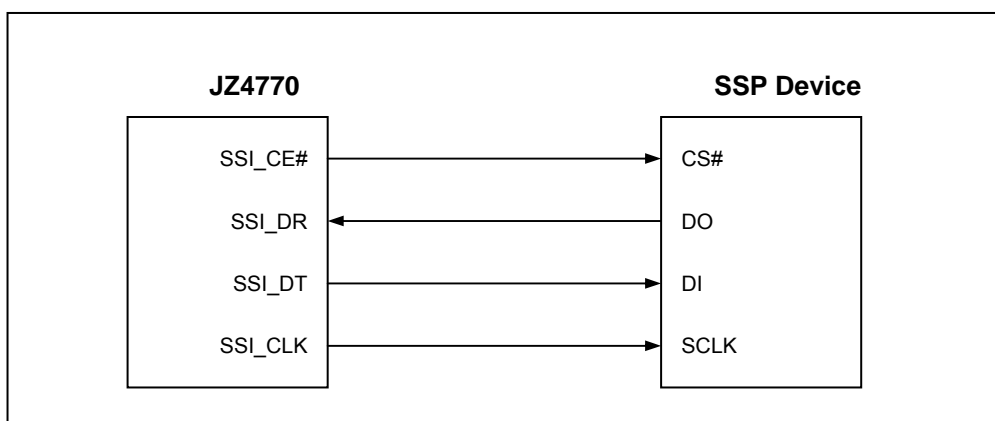 JZ4770 SSP Device
SSI_CE# CS#
SSI_DR DO
SSI_DT DI
SSI_CLK SCLK